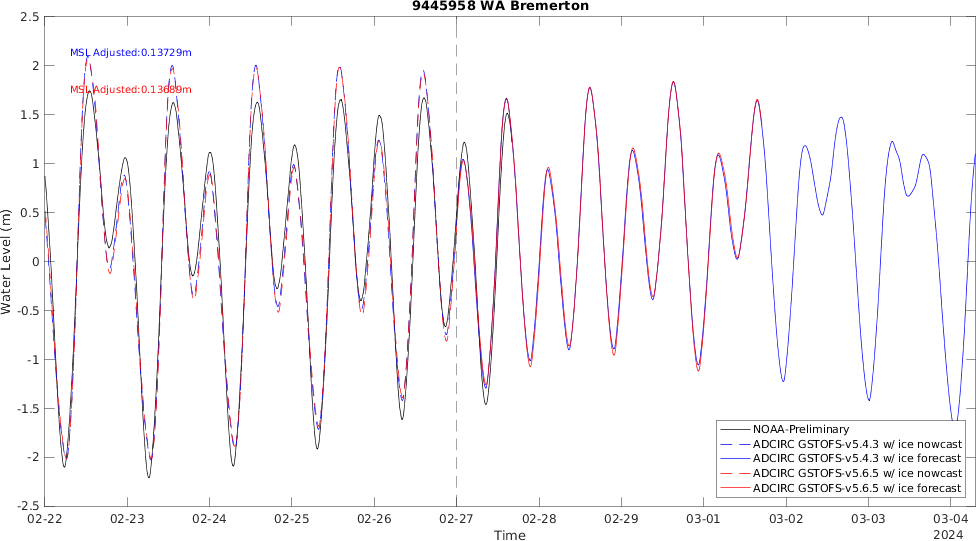 9445958 WA Bremerton
2.5
2
1.5
1
0.5
0
-0.5
-1
-1.5
-2
-2.5
Water Level (m)
MSL Adjusted:0.13729m
MSL Adjusted:0.13689m
NOAA-Preliminary
ADCIRC GSTOFS-v5.4.3 w/ ice nowcast
ADCIRC GSTOFS-v5.4.3 w/ ice forecast
ADCIRC GSTOFS-v5.6.5 w/ ice nowcast
ADCIRC GSTOFS-v5.6.5 w/ ice forecast
02-22 02-23 02-24 02-25 02-26 02-27 02-28 02-29 03-01 03-02 03-03 03-04
Time
2024